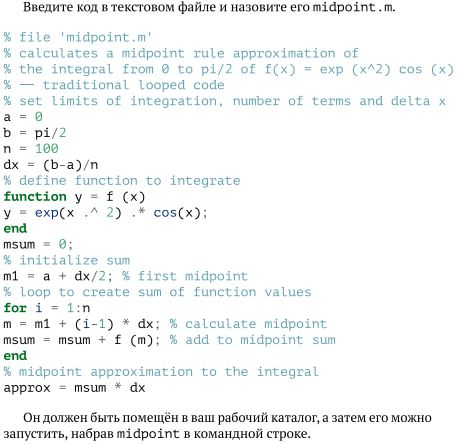 Введите код в текстовом файле и назовите его midpoint.m.
% file 'midpoint.m'
% calculates a midpoint rule approximation of
% the integral from 0 to pi/2 of f(x) = exp (x^2) cos (x)
% –– traditional looped code
% set limits of integration, number of terms and delta x
a = 0
b = pi/2
n = 100
dx = (b-a)/n
% define function to integrate
function y = f (x)
y = exp(x .^ 2) .* cos(x);
end
msum = 0;
% initialize sum
m1 = a + dx/2; % first midpoint
% loop to create sum of function values
for i = 1:n
m = m1 + (i-1) * dx; % calculate midpoint
msum = msum + f (m); % add to midpoint sum
end
% midpoint approximation to the integral
approx = msum * dx
Он должен быть помещён в ваш рабочий каталог, а затем его можно
запустить, набрав midpoint в командной строке.